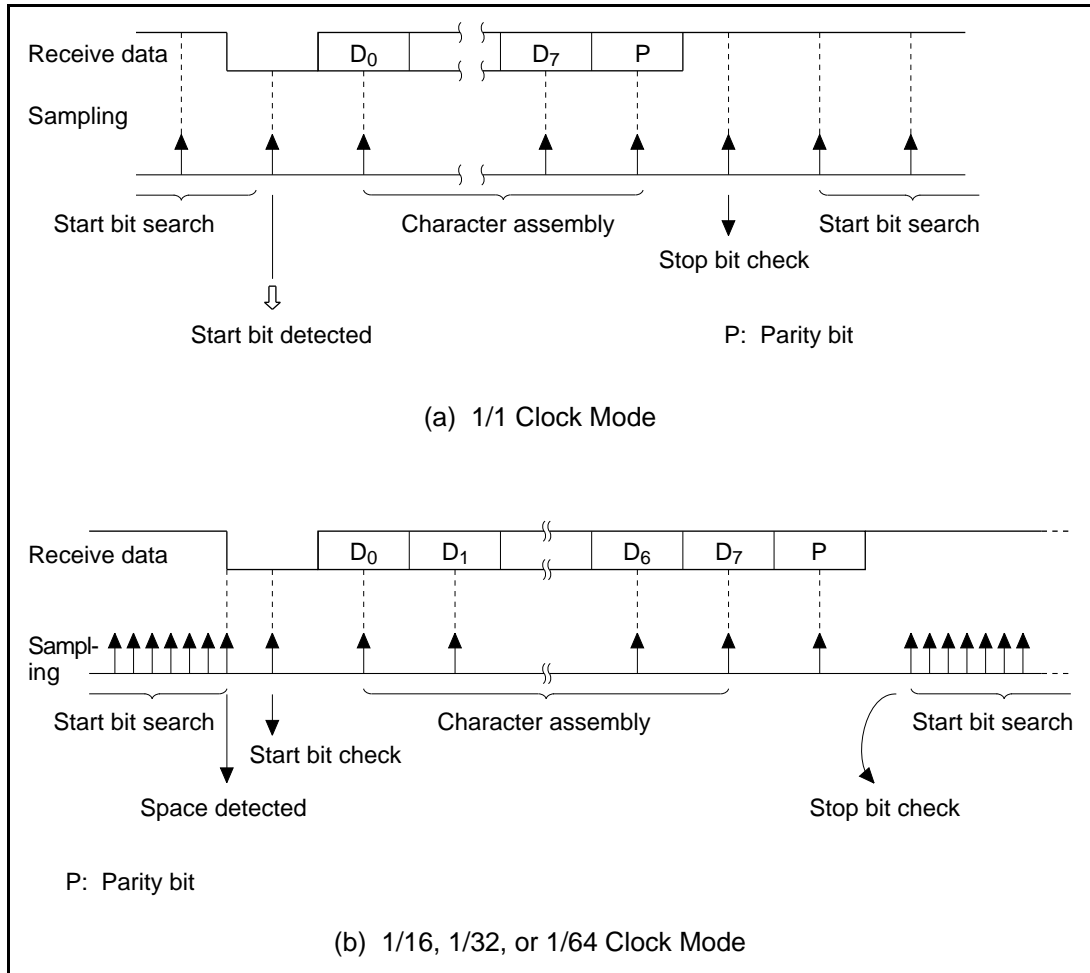 Receive data
D0 D7 P
Sampling
Start bit search Character assembly Start bit search
Stop bit check
Start bit detected P: Parity bit
(a) 1/1 Clock Mode
Receive data
D0 D1 D6 D7 P
Sampl-
ing
Start bit search Character assembly Start bit search
Start bit check
Space detected Stop bit check
P: Parity bit
(b) 1/16, 1/32, or 1/64 Clock Mode